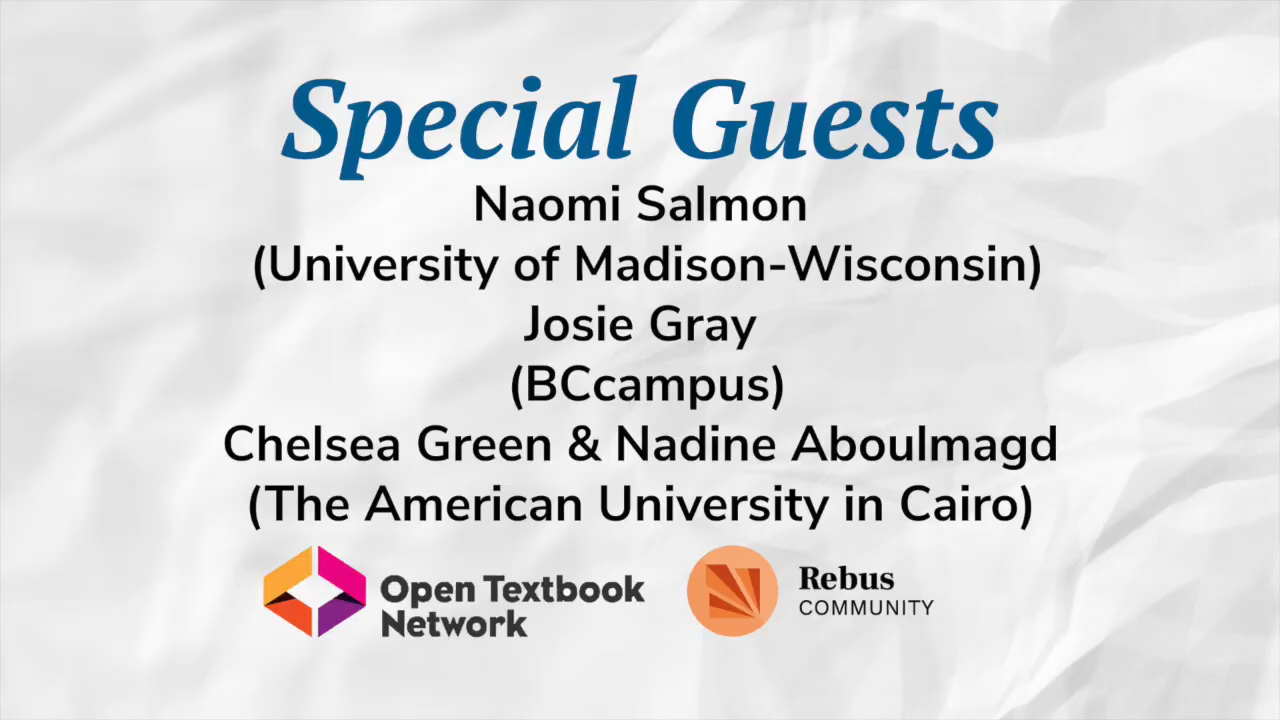 Special Guests
Naomi Salmon
(University of Madison-Wisconsin)
Josie Gray
(BCcampus)
Chelsea Green & Nadine Aboulmagd
(The American University in Cairo)
Open Textbook
Network
Rebus
COMMUNITY